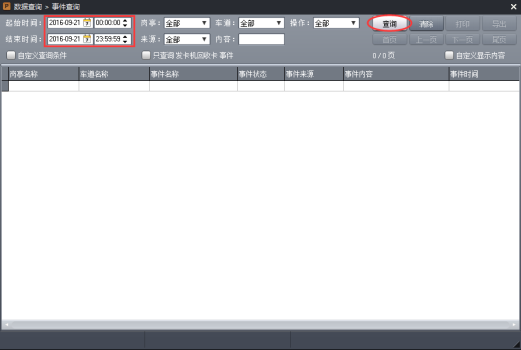 数据查询 > 事件查询
起始时间: 2016-09-21 00:00:00 岗亭: 全部 车道: 全部 操作: 全部 查询 清除 打印 导出
结束时间: 2016-09-21 23:59:59 来源: 全部 内容: 首页 上一页 下一页 尾页
自定义查询条件 只查询 发卡机回收卡 事件 0 / 0 页 自定义显示内容
岗亭名称 车道名称 事件名称 事件状态 事件来源 事件内容 事件时间